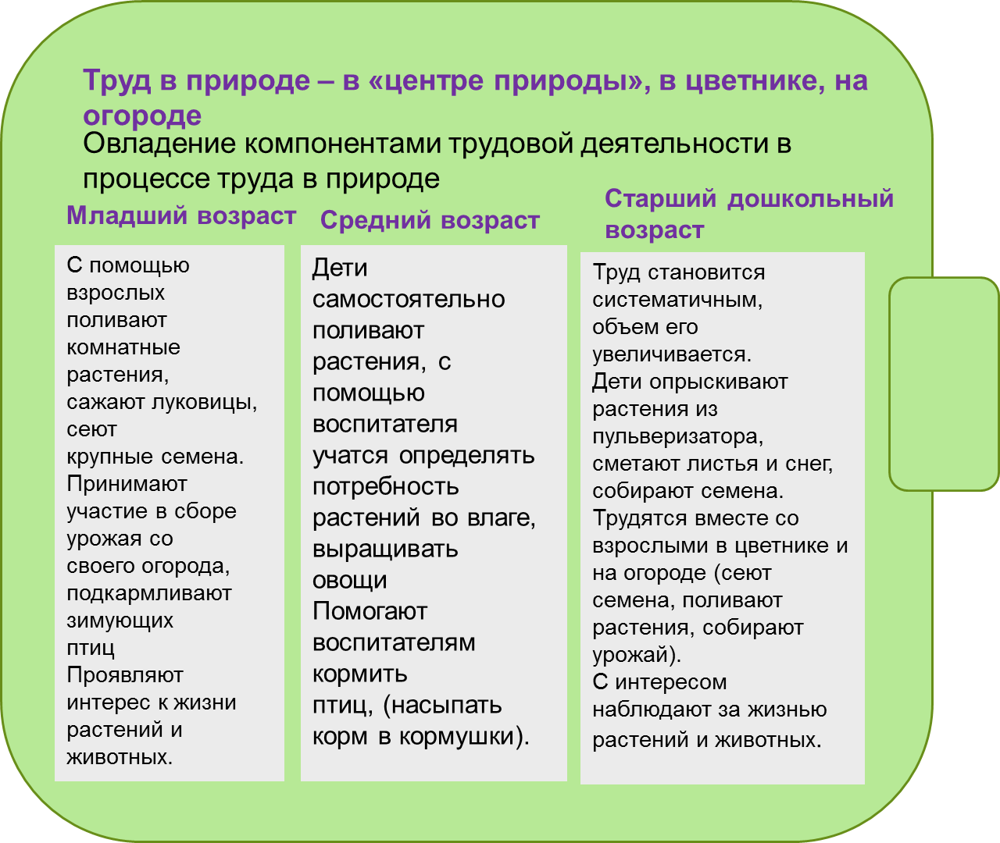 Труд в природе – в «центре природы», в цветнике, на
огороде
Овладение компонентами трудовой деятельности в
процессе труда в природе
Младший возраст
С помощью
взрослых
поливают
комнатные
растения,
сажают луковицы,
сеют
крупные семена.
Принимают
участие в сборе
урожая со
своего огорода,
подкармливают
зимующих
птиц
Проявляют
интерес к жизни
растений и
животных.
Средний возраст
Дети
самостоятельно
поливают
растения, с
помощью
воспитателя
учатся определять
потребность
растений во влаге,
выращивать
овощи
Помогают
воспитателям
кормить
птиц, (насыпать
корм в кормушки).
Старший дошкольный
возраст
Труд становится
систематичным,
объем его
увеличивается.
Дети опрыскивают
растения из
пульверизатора,
сметают листья и снег,
собирают семена.
Трудятся вместе со
взрослыми в цветнике и
на огороде (сеют
семена, поливают
растения, собирают
урожай).
С интересом
наблюдают за жизнью
растений и животных.